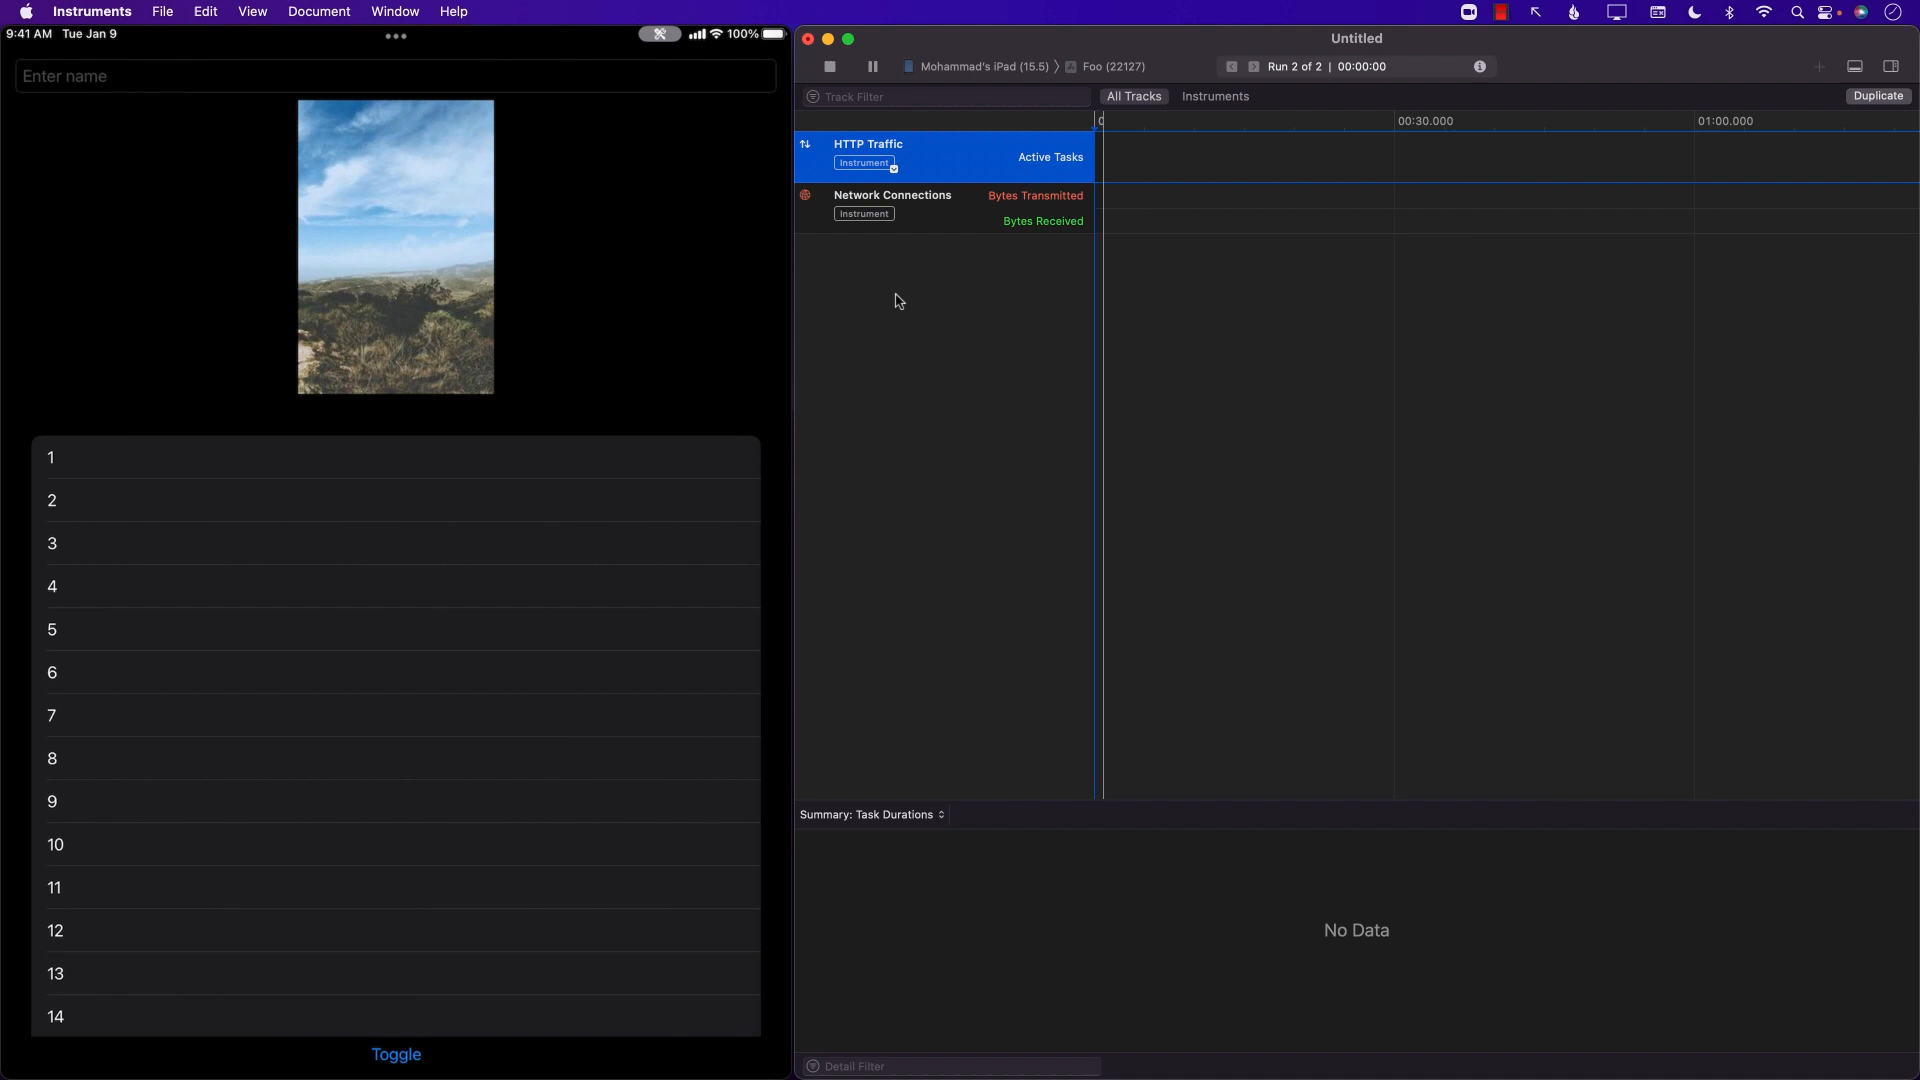 Instruments File Edit View Document Window Help
9:41 AM Tue Jan 9
100%
Enter name
1
2
3
4
5
6
7
8
9
10
11
12
13
14
Toggle
Untitled
Mohammad's iPad (15.5) Foo (22127)
Run 2 of 2 | 00:00:00
Track Filter
All Tracks Instruments
Duplicate
00:30.000 01:00.000
HTTP Traffic
Instrument
Active Tasks
Network Connections
Instrument
Bytes Transmitted
Bytes Received
Summary: Task Durations
No Data
Detail Filter